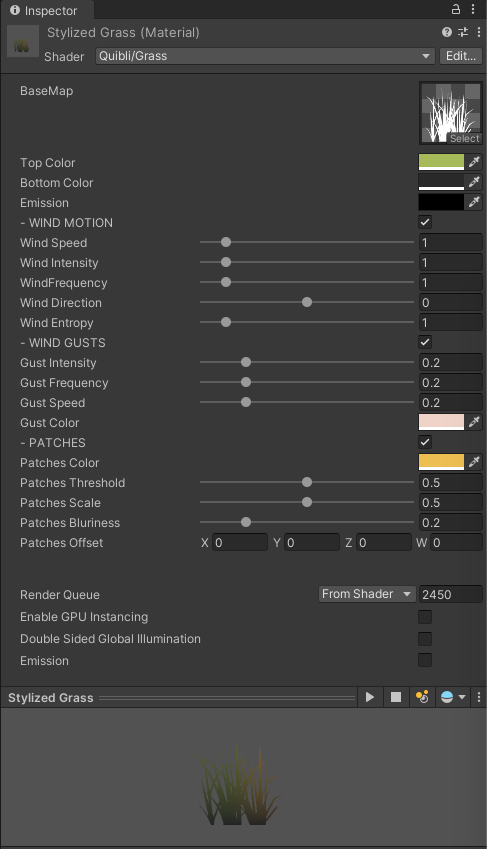 Inspector
Stylized Grass (Material)
Shader Quibli/Grass Edit...
BaseMap
Select
Top Color
Bottom Color
Emission
- WIND MOTION
Wind Speed 1
Wind Intensity 1
WindFrequency 1
Wind Direction 0
Wind Entropy 1
- WIND GUSTS
Gust Intensity 0.2
Gust Frequency 0.2
Gust Speed 0.2
Gust Color
- PATCHES
Patches Color
Patches Threshold 0.5
Patches Scale 0.5
Patches Bluriness 0.2
Patches Offset X 0 Y 0 Z 0 W 0
Render Queue From Shader 2450
Enable GPU Instancing
Double Sided Global Illumination
Emission
Stylized Grass